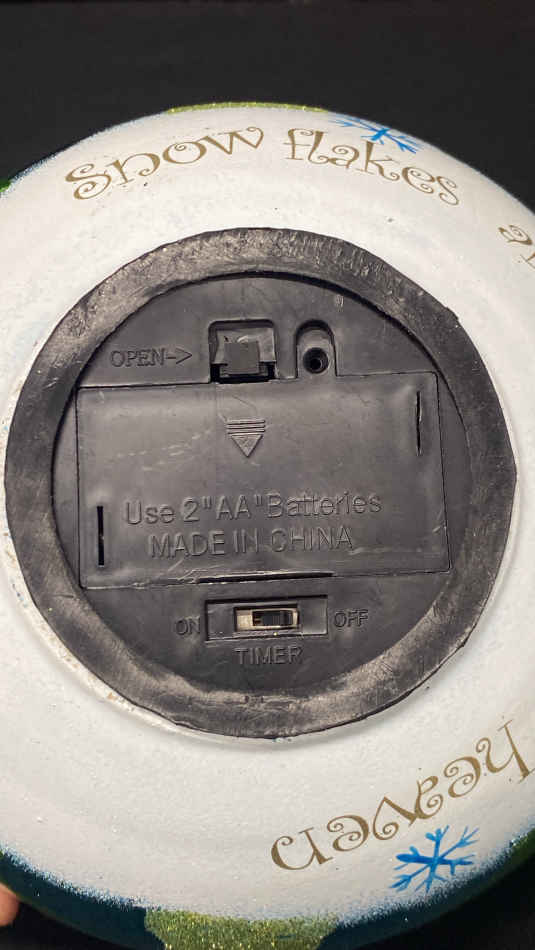 Snow flakes
OPEN->
Use 2"AA"Batteries
MADE IN CHINA
ON OFF
TIMER
heaven